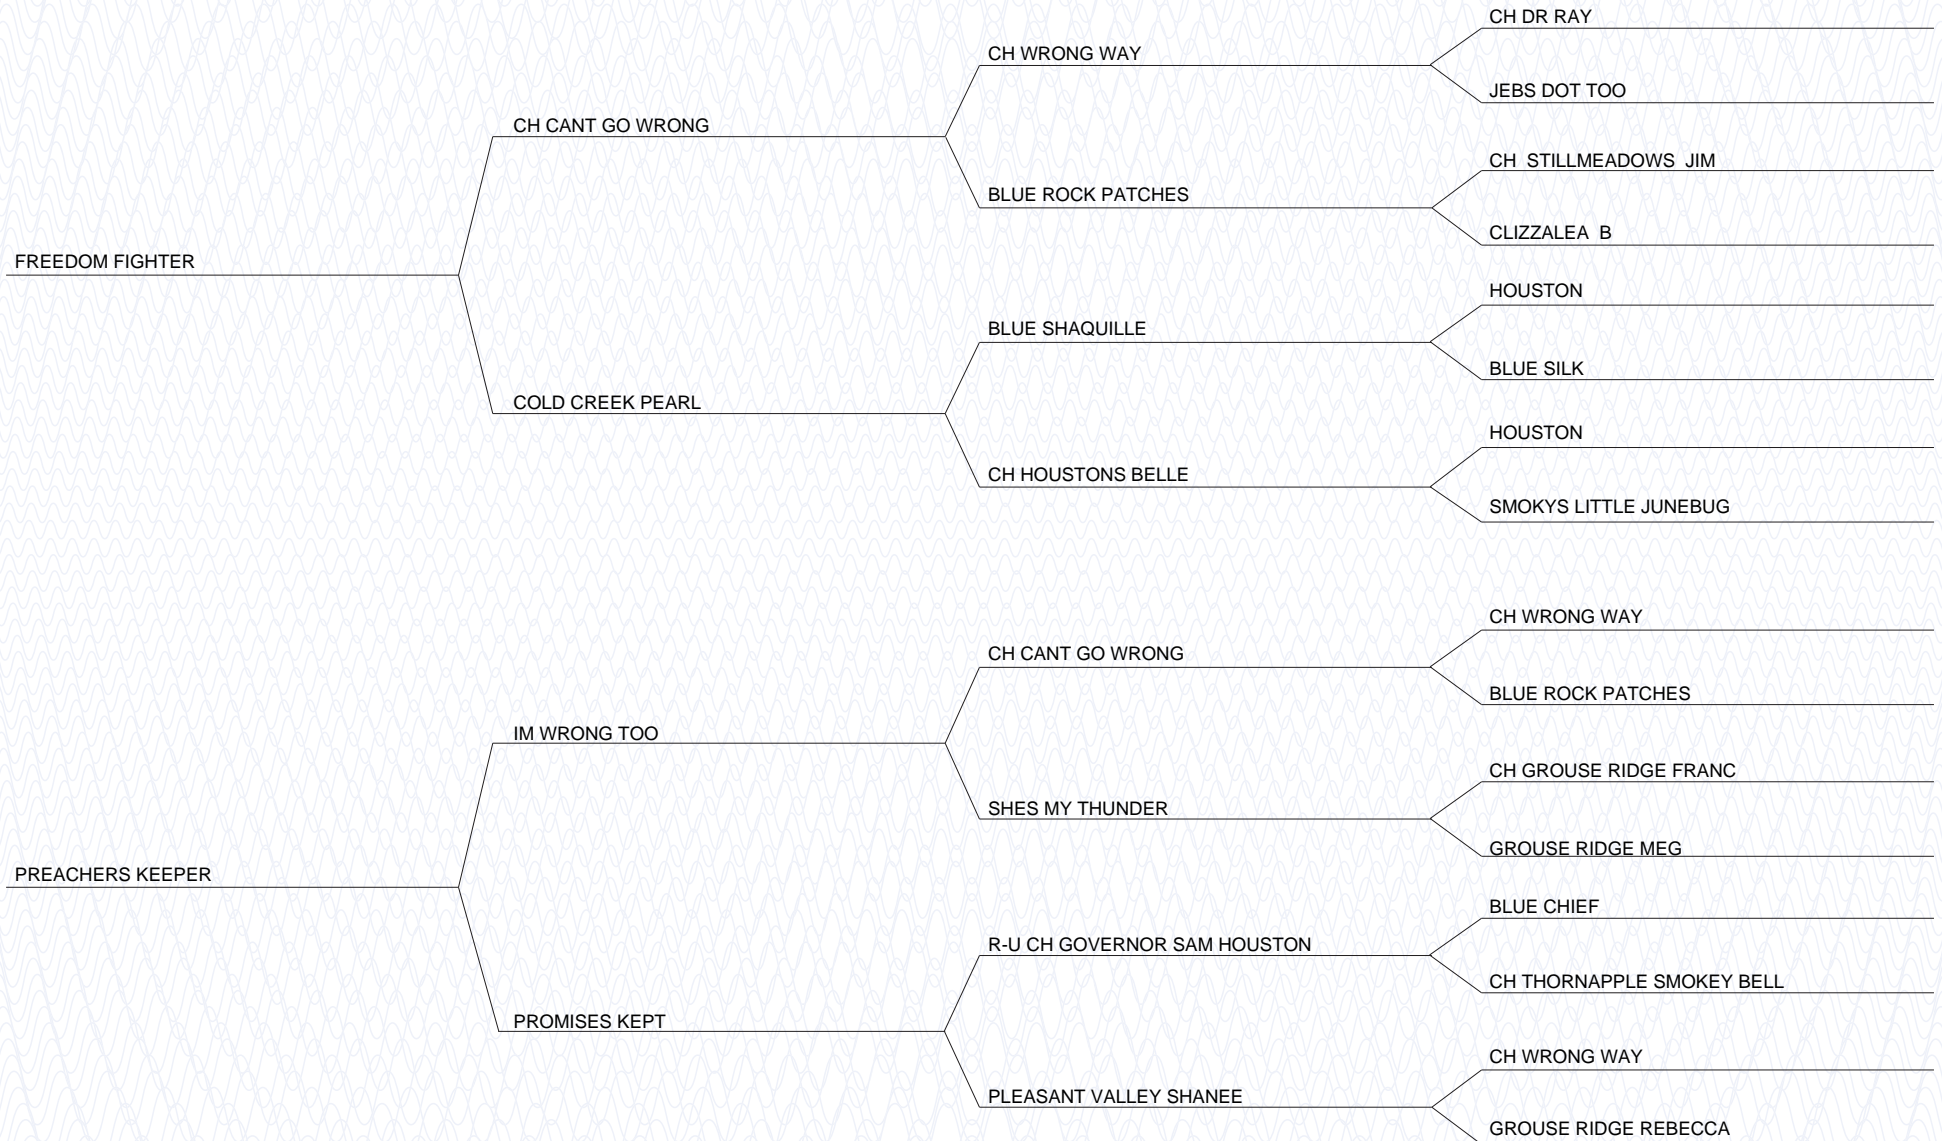 CH DR RAY
CH WRONG WAY
JEBS DOT TOO
CH CANT GO WRONG
CH  STILLMEADOWS  JIM
BLUE ROCK PATCHES
CLIZZALEA  B
FREEDOM FIGHTER
HOUSTON
BLUE SHAQUILLE
BLUE SILK
COLD CREEK PEARL
HOUSTON
CH HOUSTONS BELLE
SMOKYS LITTLE JUNEBUG
CH WRONG WAY
CH CANT GO WRONG
BLUE ROCK PATCHES
IM WRONG TOO
CH GROUSE RIDGE FRANC
SHES MY THUNDER
GROUSE RIDGE MEG
PREACHERS KEEPER
BLUE CHIEF
R-U CH GOVERNOR SAM HOUSTON
CH THORNAPPLE SMOKEY BELL
PROMISES KEPT
CH WRONG WAY
PLEASANT VALLEY SHANEE
GROUSE RIDGE REBECCA